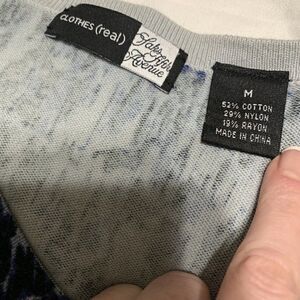 CLOTHES (real)
Saks Fifth
Avenue
M
52% COTTON
29% NYLON
19% RAYON
MADE IN CHINA